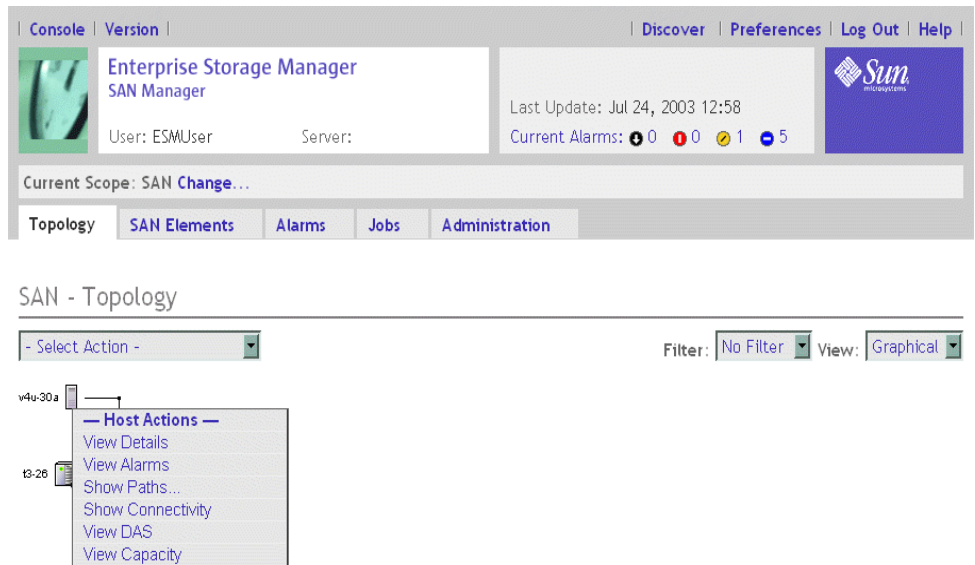 | Console | Version |
| Discover | Preferences | Log Out | Help |
Enterprise Storage Manager
SAN Manager
User: ESMUser Server:
Last Update: Jul 24, 2003 12:58
Current Alarms: 0 0 1 5
Sun
microsystems
Current Scope: SAN Change...
Topology SAN Elements Alarms Jobs Administration
SAN - Topology
- Select Action -
Filter: No Filter View: Graphical
v4u-30a
— Host Actions —
View Details
View Alarms
t3-26
Show Paths...
Show Connectivity
View DAS
View Capacity